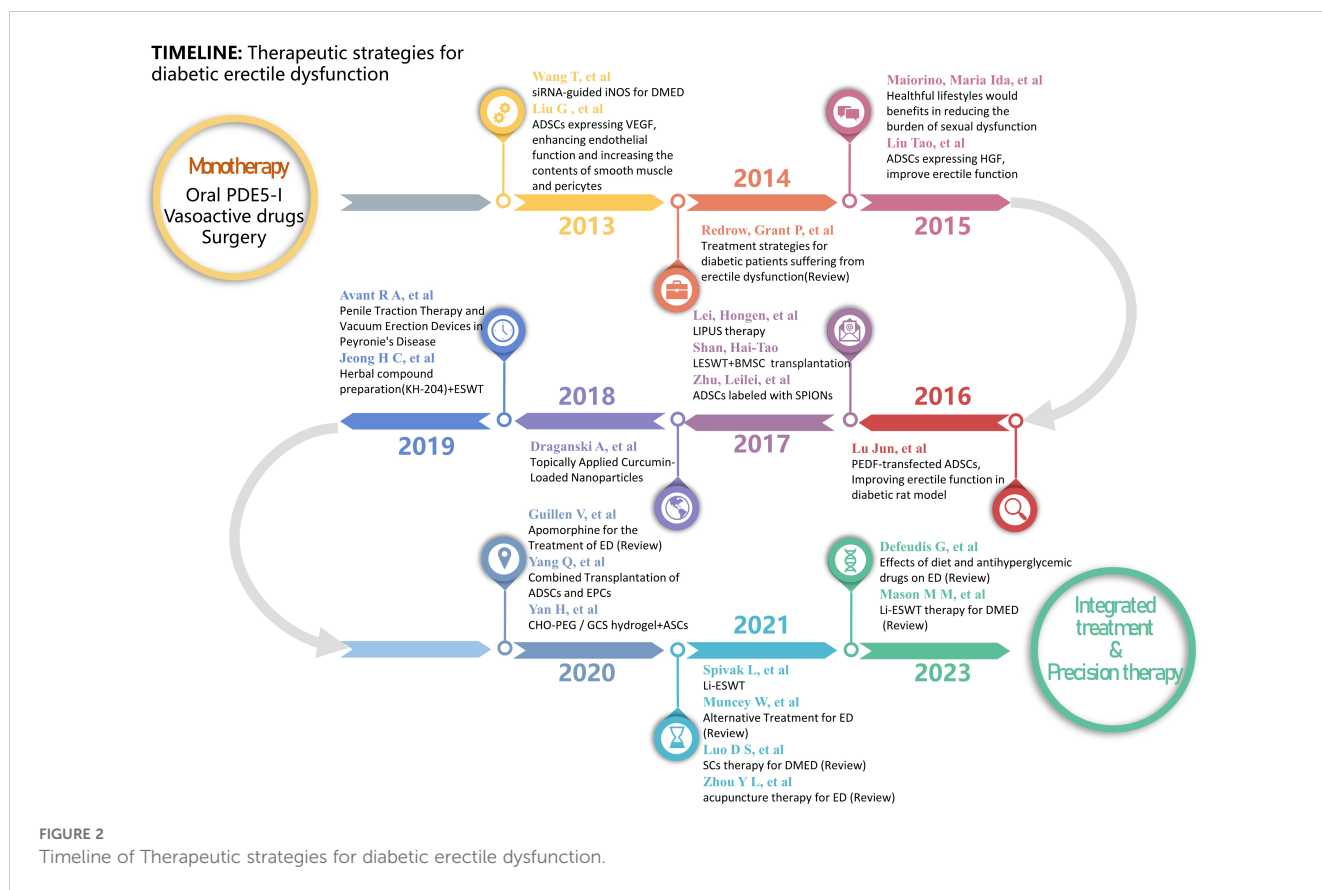 TIMELINE: Therapeutic strategies for
diabetic erectile dysfunction
Monotherapy
Oral PDE5-I
Vasoactive drugs
Surgery
Wang T, et al
siRNA-guided iNOS for DMED
Liu G , et al
ADSCs expressing VEGF,
enhancing endothelial
function and increasing the
contents of smooth muscle
and pericytes
2013
2014
Redrow, Grant P, et al
Treatment strategies for
diabetic patients suffering from
erectile dysfunction(Review)
Maiorino, Maria Ida, et al
Healthful lifestyles would
benefits in reducing the
burden of sexual dysfunction
Liu Tao, et al
ADSCs expressing HGF,
improve erectile function
2015
2016
Lu Jun, et al
PEDF-transfected ADSCs,
Improving erectile function in
diabetic rat model
Lei, Hongen, et al
LIPUS therapy
Shan, Hai-Tao
LESWT+BMSC transplantation
Zhu, Leilei, et al
ADSCs labeled with SPIONs
2017
2018
Draganski A, et al
Topically Applied Curcumin-
Loaded Nanoparticles
Avant R A, et al
Penile Traction Therapy and
Vacuum Erection Devices in
Peyronie's Disease
Jeong H C, et al
Herbal compound
preparation(KH-204)+ESWT
2019
Guillen V, et al
Apomorphine for the
Treatment of ED (Review)
Yang Q, et al
Combined Transplantation of
ADSCs and EPCs
Yan H, et al
CHO-PEG / GCS hydrogel+ASCs
2020
2021
Spivak L, et al
Li-ESWT
Muncey W, et al
Alternative Treatment for ED
(Review)
Luo D S, et al
SCs therapy for DMED (Review)
Zhou Y L, et al
acupuncture therapy for ED (Review)
Defeudis G, et al
Effects of diet and antihyperglycemic
drugs on ED (Review)
Mason M M, et al
Li-ESWT therapy for DMED
(Review)
2023
Integrated
treatment
&
Precision therapy
FIGURE 2
Timeline of Therapeutic strategies for diabetic erectile dysfunction.